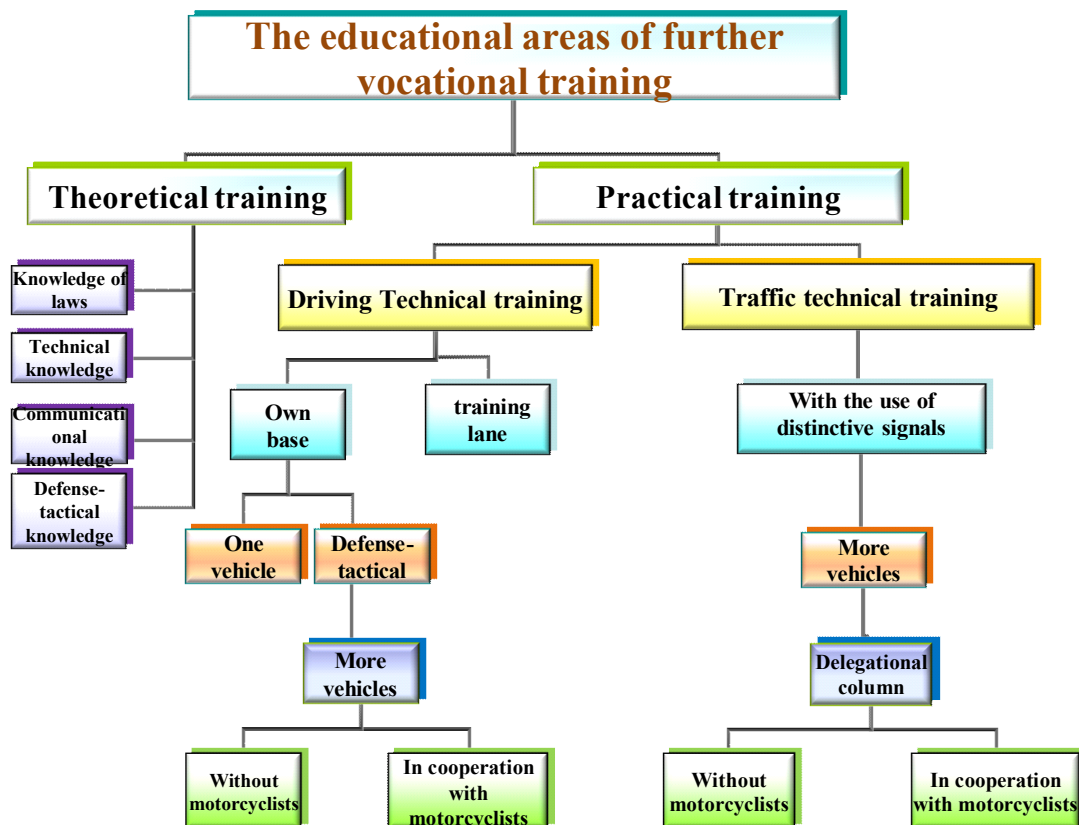 The educational areas of further
vocational training
Theoretical training
Practical training
Knowledge of
laws
Technical
knowledge
Communicati
onal
knowledge
Defense-
tactical
knowledge
Driving Technical training
Traffic technical training
Own
base
training
lane
With the use of
distinctive signals
One
vehicle
Defense-
tactical
More
vehicles
More
vehicles
Delegational
column
Without
motorcyclists
In cooperation
with
motorcyclists
Without
motorcyclists
In cooperation
with motorcyclists